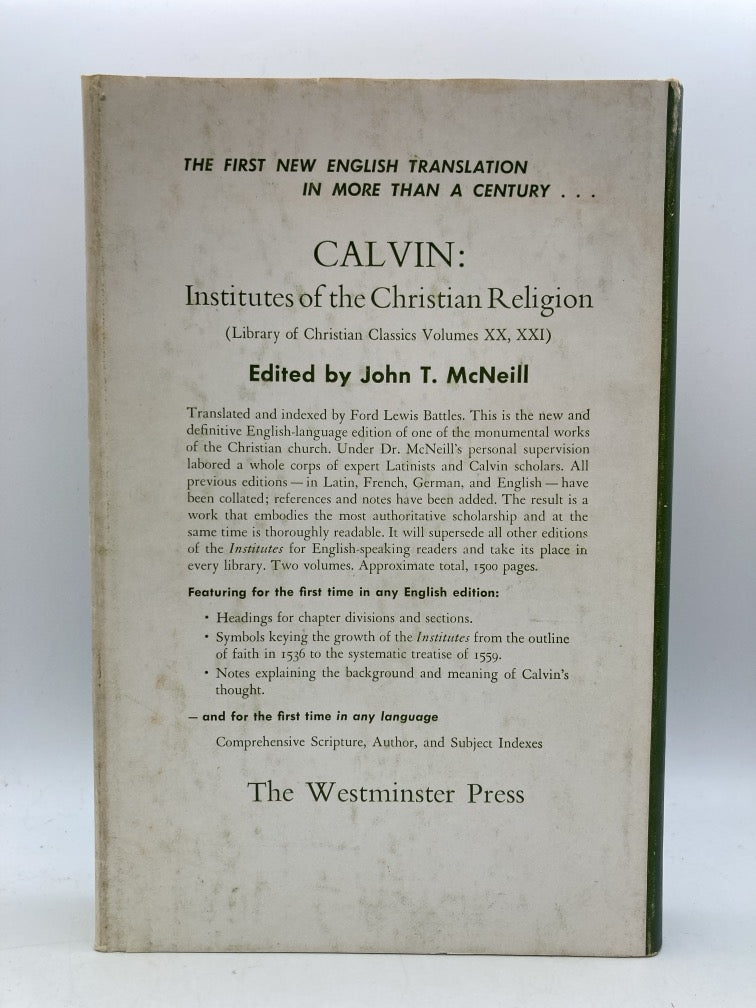 THE FIRST NEW ENGLISH TRANSLATION
IN MORE THAN A CENTURY . . .
CALVIN:
Institutes of the Christian Religion
(Library of Christian Classics Volumes XX, XXI)
Edited by John T. McNeill
Translated and indexed by Ford Lewis Battles. This is the new and
definitive English-language edition of one of the monumental works
of the Christian church. Under Dr. McNeill's personal supervision
labored a whole corps of expert Latinists and Calvin scholars. All
previous editions — in Latin, French, German, and English — have
been collated; references and notes have been added. The result is a
work that embodies the most authoritative scholarship and at the
same time is thoroughly readable. It will supersede all other editions
of the Institutes for English-speaking readers and take its place in
every library. Two volumes. Approximate total, 1500 pages.
Featuring for the first time in any English edition:
• Headings for chapter divisions and sections.
• Symbols keying the growth of the Institutes from the outline
of faith in 1536 to the systematic treatise of 1559.
• Notes explaining the background and meaning of Calvin's
thought.
— and for the first time in any language
Comprehensive Scripture, Author, and Subject Indexes
The Westminster Press